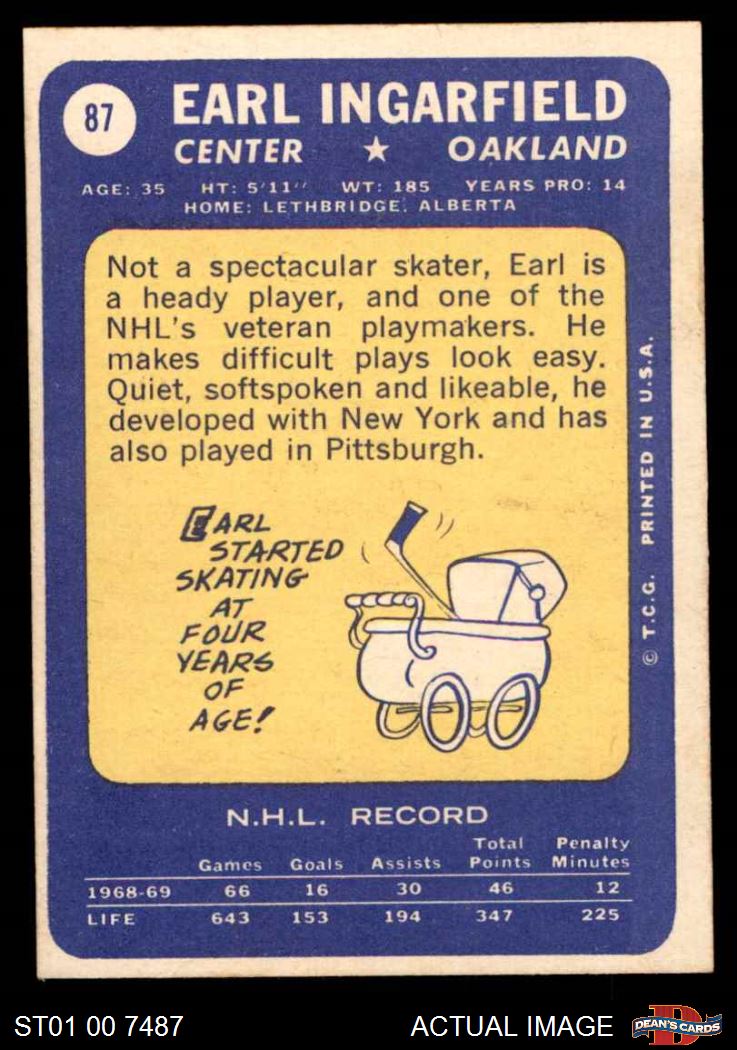 87
EARL INGARFIELD
CENTER ★ OAKLAND
AGE: 35 HT: 5'11" WT: 185 YEARS PRO: 14
HOME: LETHBRIDGE, ALBERTA
Not a spectacular skater, Earl is
a heady player, and one of the
NHL's veteran playmakers. He
makes difficult plays look easy.
Quiet, softspoken and likeable, he
developed with New York and has
also played in Pittsburgh.
EARL
STARTED
SKATING
AT
FOUR
YEARS
OF
AGE!
© T.C.G. PRINTED IN U.S.A.
N.H.L. RECORD
Games Goals Assists Total Points Penalty Minutes
1968-69 66 16 30 46 12
LIFE 643 153 194 347 225
ST01 00 7487
ACTUAL IMAGE
DEAN'S CARDS